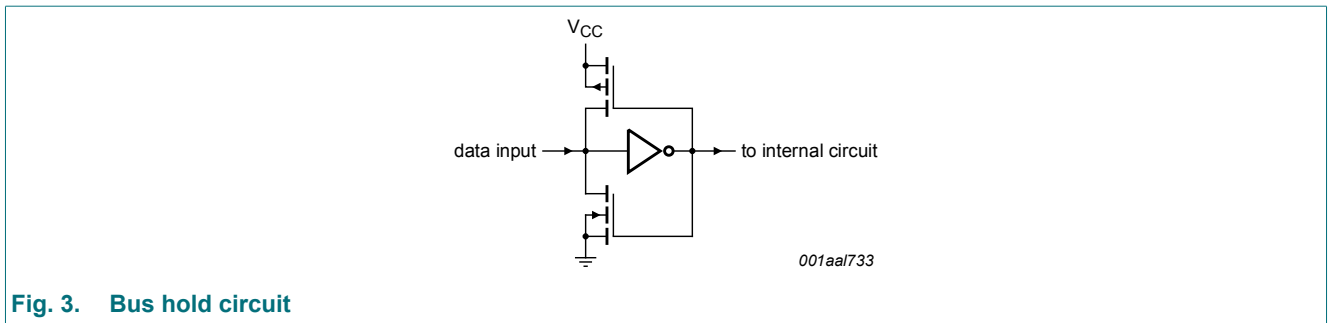 VCC
data input
to internal circuit
001aal733
Fig. 3. Bus hold circuit